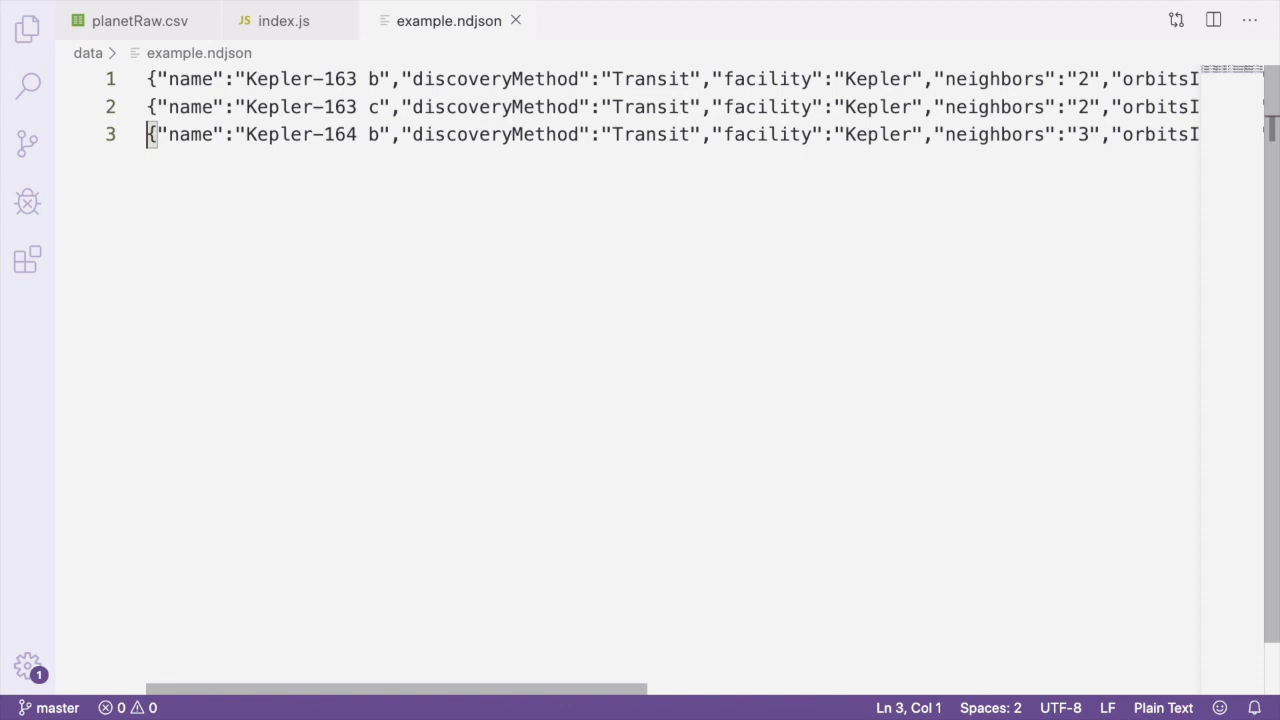 planetRaw.csv
JS index.js
example.ndjson
data
example.ndjson
1 {"name":"Kepler-163 b","discoveryMethod":"Transit","facility":"Kepler","neighbors":"2","orbitsI
2 {"name":"Kepler-163 c","discoveryMethod":"Transit","facility":"Kepler","neighbors":"2","orbitsI
3 {"name":"Kepler-164 b","discoveryMethod":"Transit","facility":"Kepler","neighbors":"3","orbitsI
1
master 0 0 Ln 3, Col 1 Spaces: 2 UTF-8 LF Plain Text